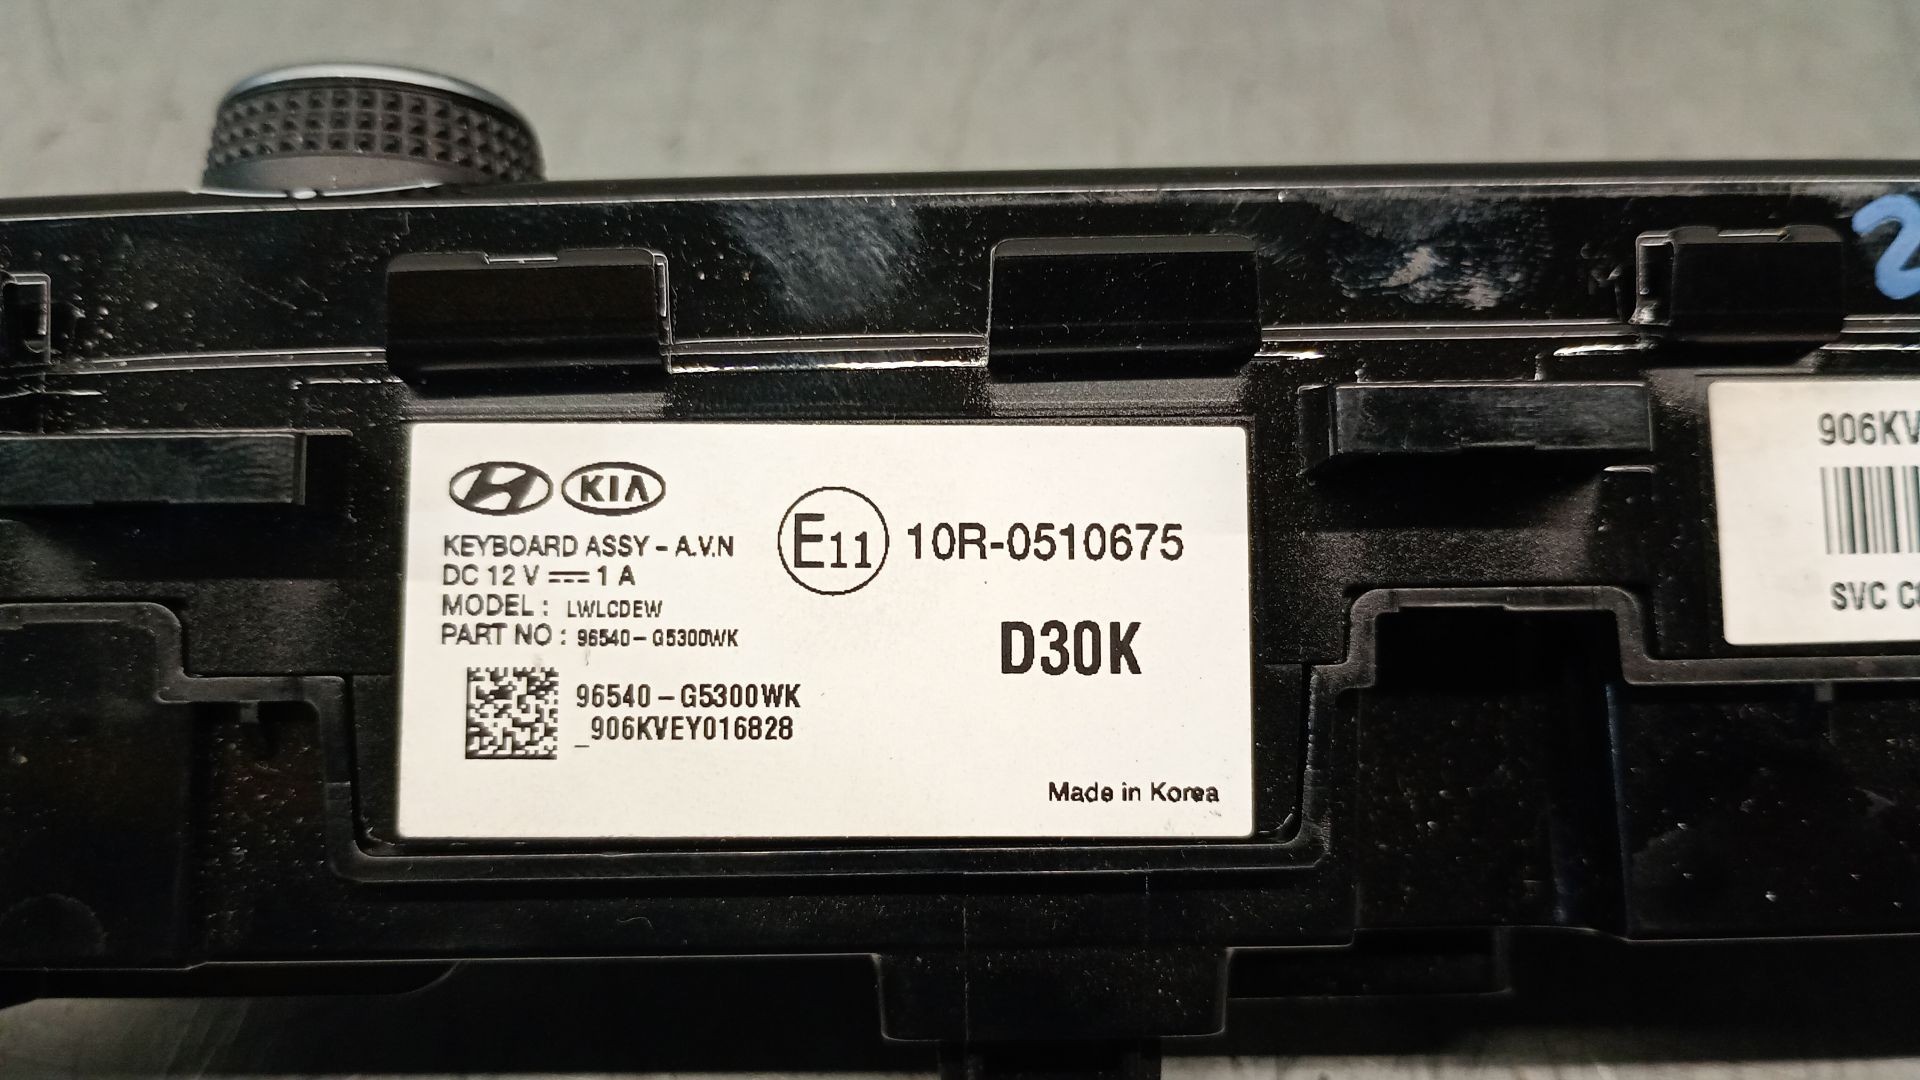 KIA
KEYBOARD ASSY - A.V.N
DC 12 V ⎓ 1 A
MODEL : LWLCDEW
PART NO : 96540-G5300WK
96540-G5300WK
_906KVEY016828
E11 10R-0510675
D30K
Made in Korea
906KV
SVC
2